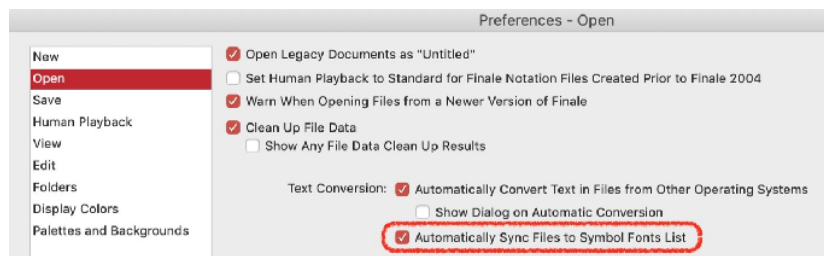 Preferences - Open
New
Open
Save
Human Playback
View
Edit
Folders
Display Colors
Palettes and Backgrounds
Open Legacy Documents as "Untitled"
Set Human Playback to Standard for Finale Notation Files Created Prior to Finale 2004
Warn When Opening Files from a Newer Version of Finale
Clean Up File Data
Show Any File Data Clean Up Results
Text Conversion: Automatically Convert Text in Files from Other Operating Systems
Show Dialog on Automatic Conversion
Automatically Sync Files to Symbol Fonts List